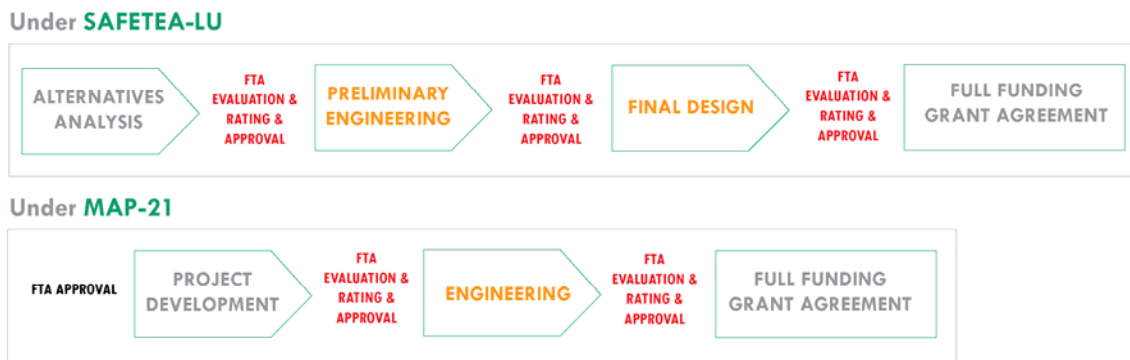 Under SAFETEA-LU
ALTERNATIVES
ANALYSIS
FTA
EVALUATION &
RATING &
APPROVAL
PRELIMINARY
ENGINEERING
FTA
EVALUATION &
RATING &
APPROVAL
FINAL DESIGN
FTA
EVALUATION &
RATING &
APPROVAL
FULL FUNDING
GRANT AGREEMENT
Under MAP-21
FTA APPROVAL
PROJECT
DEVELOPMENT
FTA
EVALUATION &
RATING &
APPROVAL
ENGINEERING
FTA
EVALUATION &
RATING &
APPROVAL
FULL FUNDING
GRANT AGREEMENT